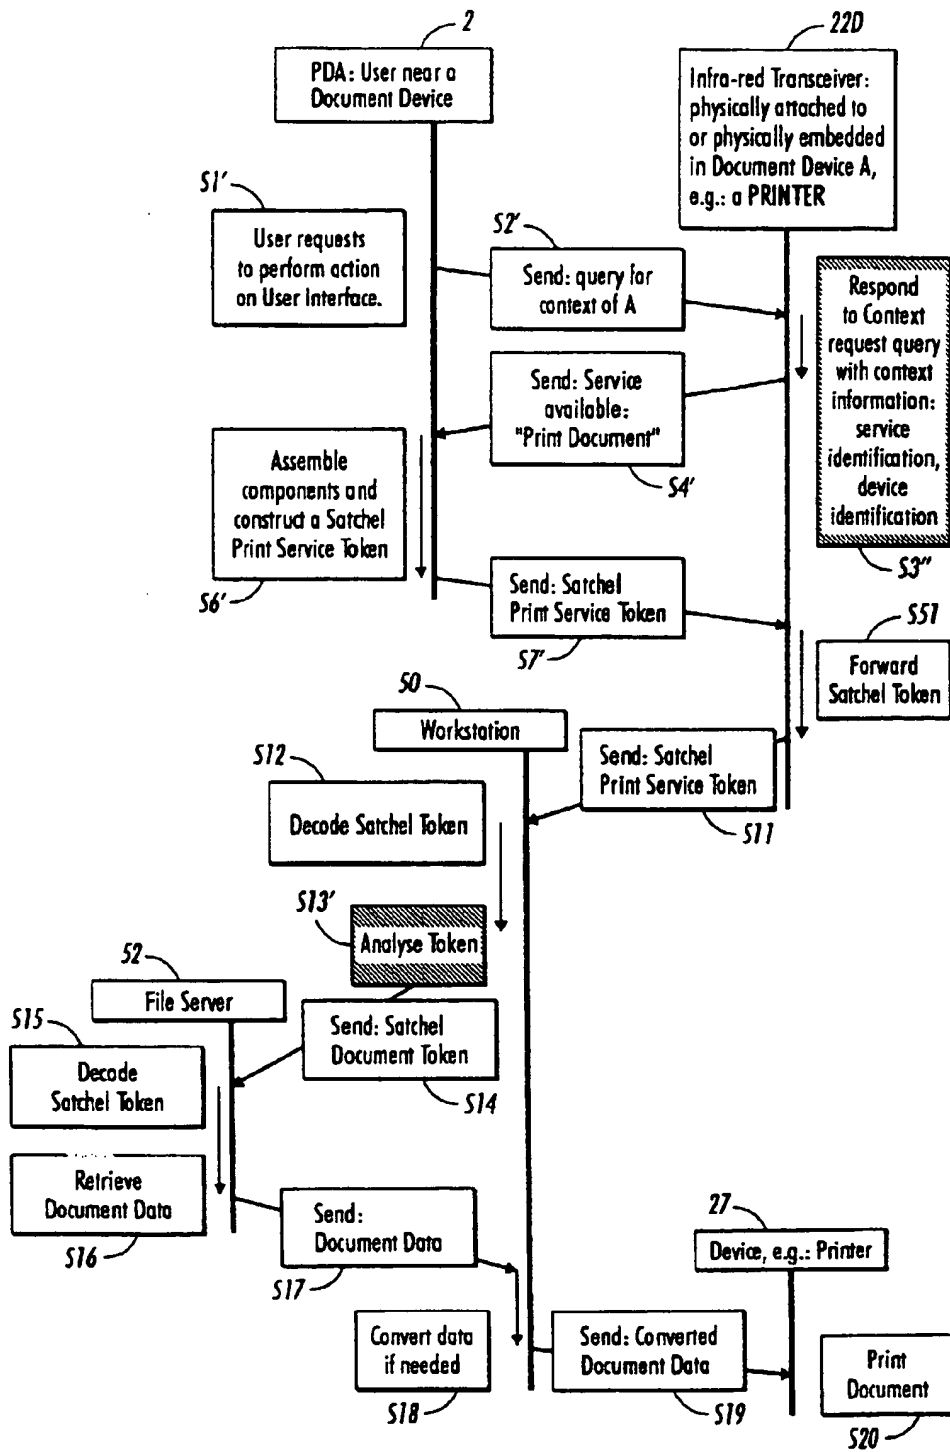 2
PDA: User near a
Document Device
22D
Infra-red Transceiver:
physically attached to
or physically embedded
in Document Device A,
e.g.: a PRINTER
S1'
User requests
to perform action
on User Interface.
S2'
Send: query for
context of A
Respond
to Context
request query
with context
information:
service
identification,
device
identification
S3"
Send: Service
available:
"Print Document"
S4'
Assemble
components and
construct a Satchel
Print Service Token
S6'
Send: Satchel
Print Service Token
S7'
S51
Forward
Satchel Token
50
Workstation
Send: Satchel
Print Service Token
S11
S12
Decode Satchel Token
S13'
Analyse Token
52
File Server
Send: Satchel
Document Token
S14
S15
Decode
Satchel Token
Retrieve
Document Data
S16
Send:
Document Data
S17
27
Device, e.g.: Printer
Convert data
if needed
S18
Send: Converted
Document Data
S19
Print
Document
S20